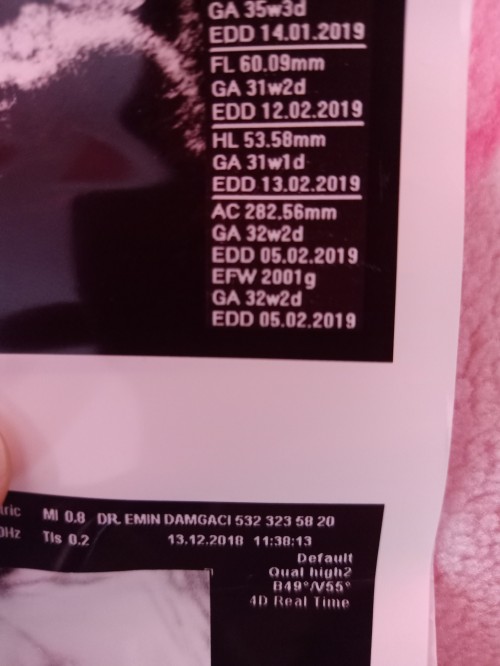 GA 35w3d
EDD 14.01.2019
FL 60.09mm
GA 31w2d
EDD 12.02.2019
HL 53.58mm
GA 31w1d
EDD 13.02.2019
AC 282.56mm
GA 32w2d
EDD 05.02.2019
EFW 2001g
GA 32w2d
EDD 05.02.2019
tric MI 0.8 DR. EMIN DAMGACI 532 323 58 20
0Hz TIs 0.2 13.12.2018 11:38:13
Default
Qual high2
B49°/V55°
4D Real Time